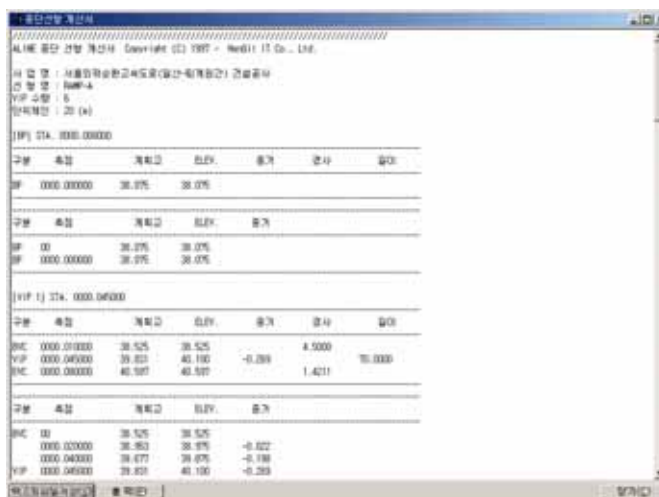 종단선형 계산서
////////////////////////////////////////////////////////////////
ALINE 종단 선형 계산서 Copyright (C) 1997 - HanGil IT Co., Ltd.
사 업 명 : 서울외곽순환고속도로(일산-퇴계원간) 건설공사
선 형 명 : RAMP-A
VIP 수량 : 6
단위체인 : 20 (m)
[BP] STA. 0000.000000
구분 측점 계획고 ELEV. 종거 경사 길이
BP 0000.000000 38.075 38.075
구분 측점 계획고 ELEV. 종거
BP 00 38.075 38.075
BP 0000.000000 38.075 38.075
[VIP 1] STA. 0000.045000
구분 측점 계획고 ELEV. 종거 경사 길이
BVC 0000.010000 38.525 38.525 4.5000
VIP 0000.045000 39.831 40.100 -0.269 70.0000
EVC 0000.080000 40.597 40.597 1.4211
구분 측점 계획고 ELEV. 종거
BVC 00 38.525 38.525
0000.020000 38.953 38.975 -0.022
0000.040000 39.677 39.875 -0.198
VIP 0000.045000 39.831 40.100 -0.269
출 력(P)
닫기(C)